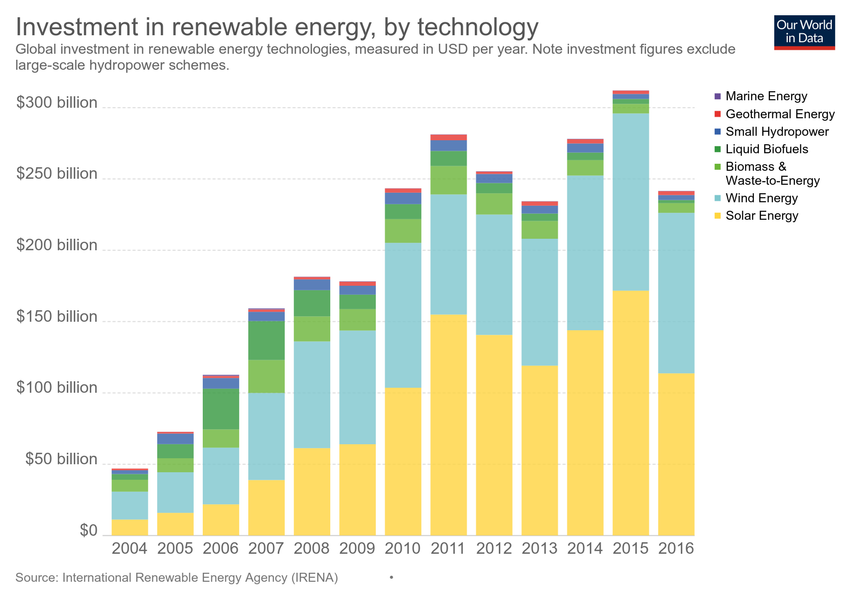 Investment in renewable energy, by technology
Our World
in Data
Global investment in renewable energy technologies, measured in USD per year. Note investment figures exclude
large-scale hydropower schemes.
$300 billion
$250 billion
$200 billion
$150 billion
$100 billion
$50 billion
$0
Marine Energy
Geothermal Energy
Small Hydropower
Liquid Biofuels
Biomass &
Waste-to-Energy
Wind Energy
Solar Energy
2004 2005 2006 2007 2008 2009 2010 2011 2012 2013 2014 2015 2016
Source: International Renewable Energy Agency (IRENA) •